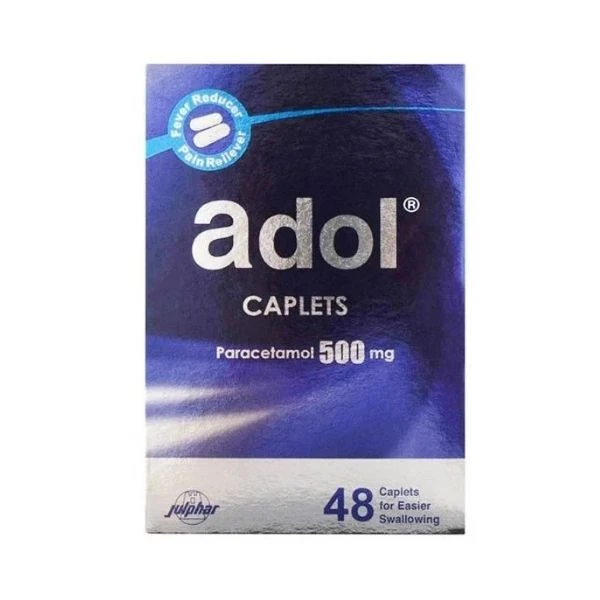 Fever Reducer
Pain Reliever
adol®
CAPLETS
Paracetamol 500 mg
julphar
48 Caplets
for Easier
Swallowing